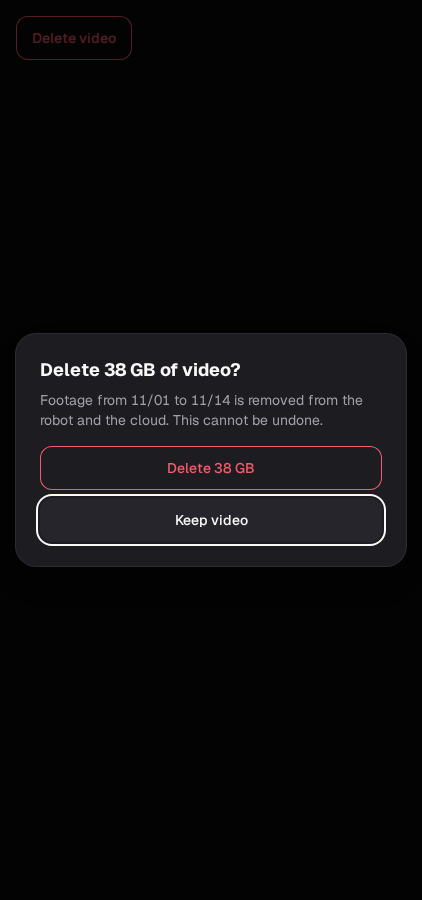 Delete video
Delete 38 GB of video?
Footage from 11/01 to 11/14 is removed from the
robot and the cloud. This cannot be undone.
Delete 38 GB
Keep video